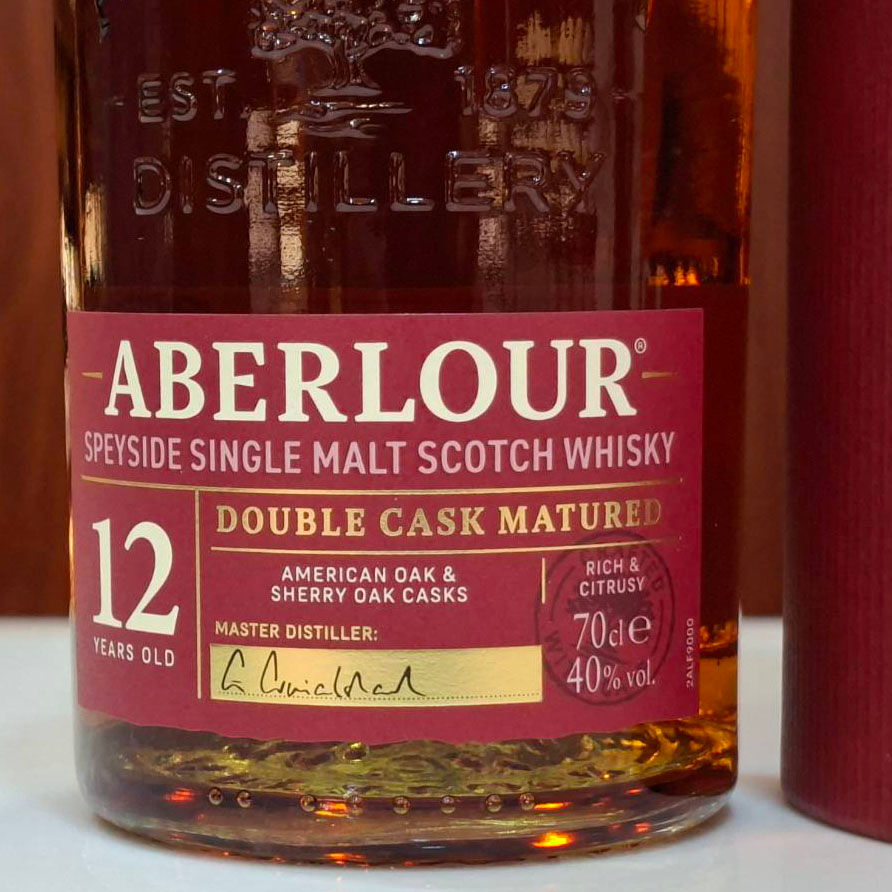 EST. 1879
DISTILLERY
ABERLOUR®
SPEYSIDE SINGLE MALT SCOTCH WHISKY
DOUBLE CASK MATURED
12
YEARS OLD
AMERICAN OAK &
SHERRY OAK CASKS
MASTER DISTILLER:
RICH &
CITRUSY
70cl e
40% vol.
2ALF9000